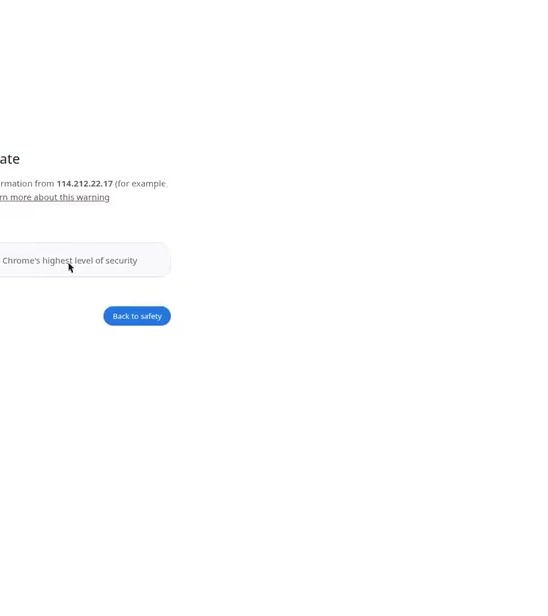 ate
rmation from 114.212.22.17 (for example,
rn more about this warning
Chrome's highest level of security
Back to safety